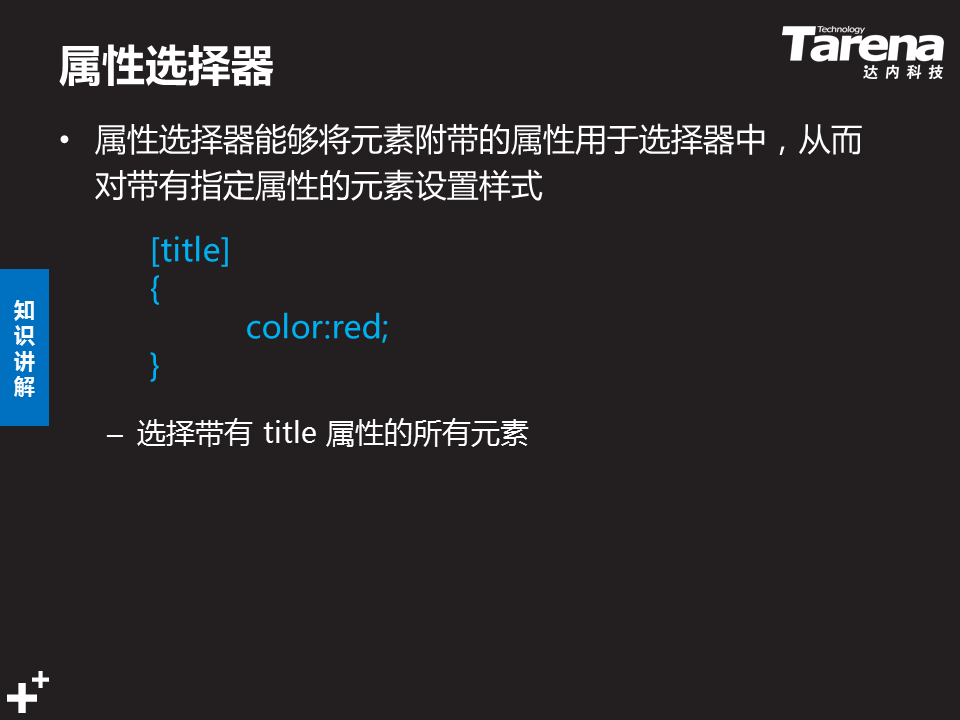 属性选择器
Technology
Tarena
达内科技
• 属性选择器能够将元素附带的属性用于选择器中，从而
对带有指定属性的元素设置样式
[title]
{
color:red;
}
– 选择带有 title 属性的所有元素
知
识
讲
解